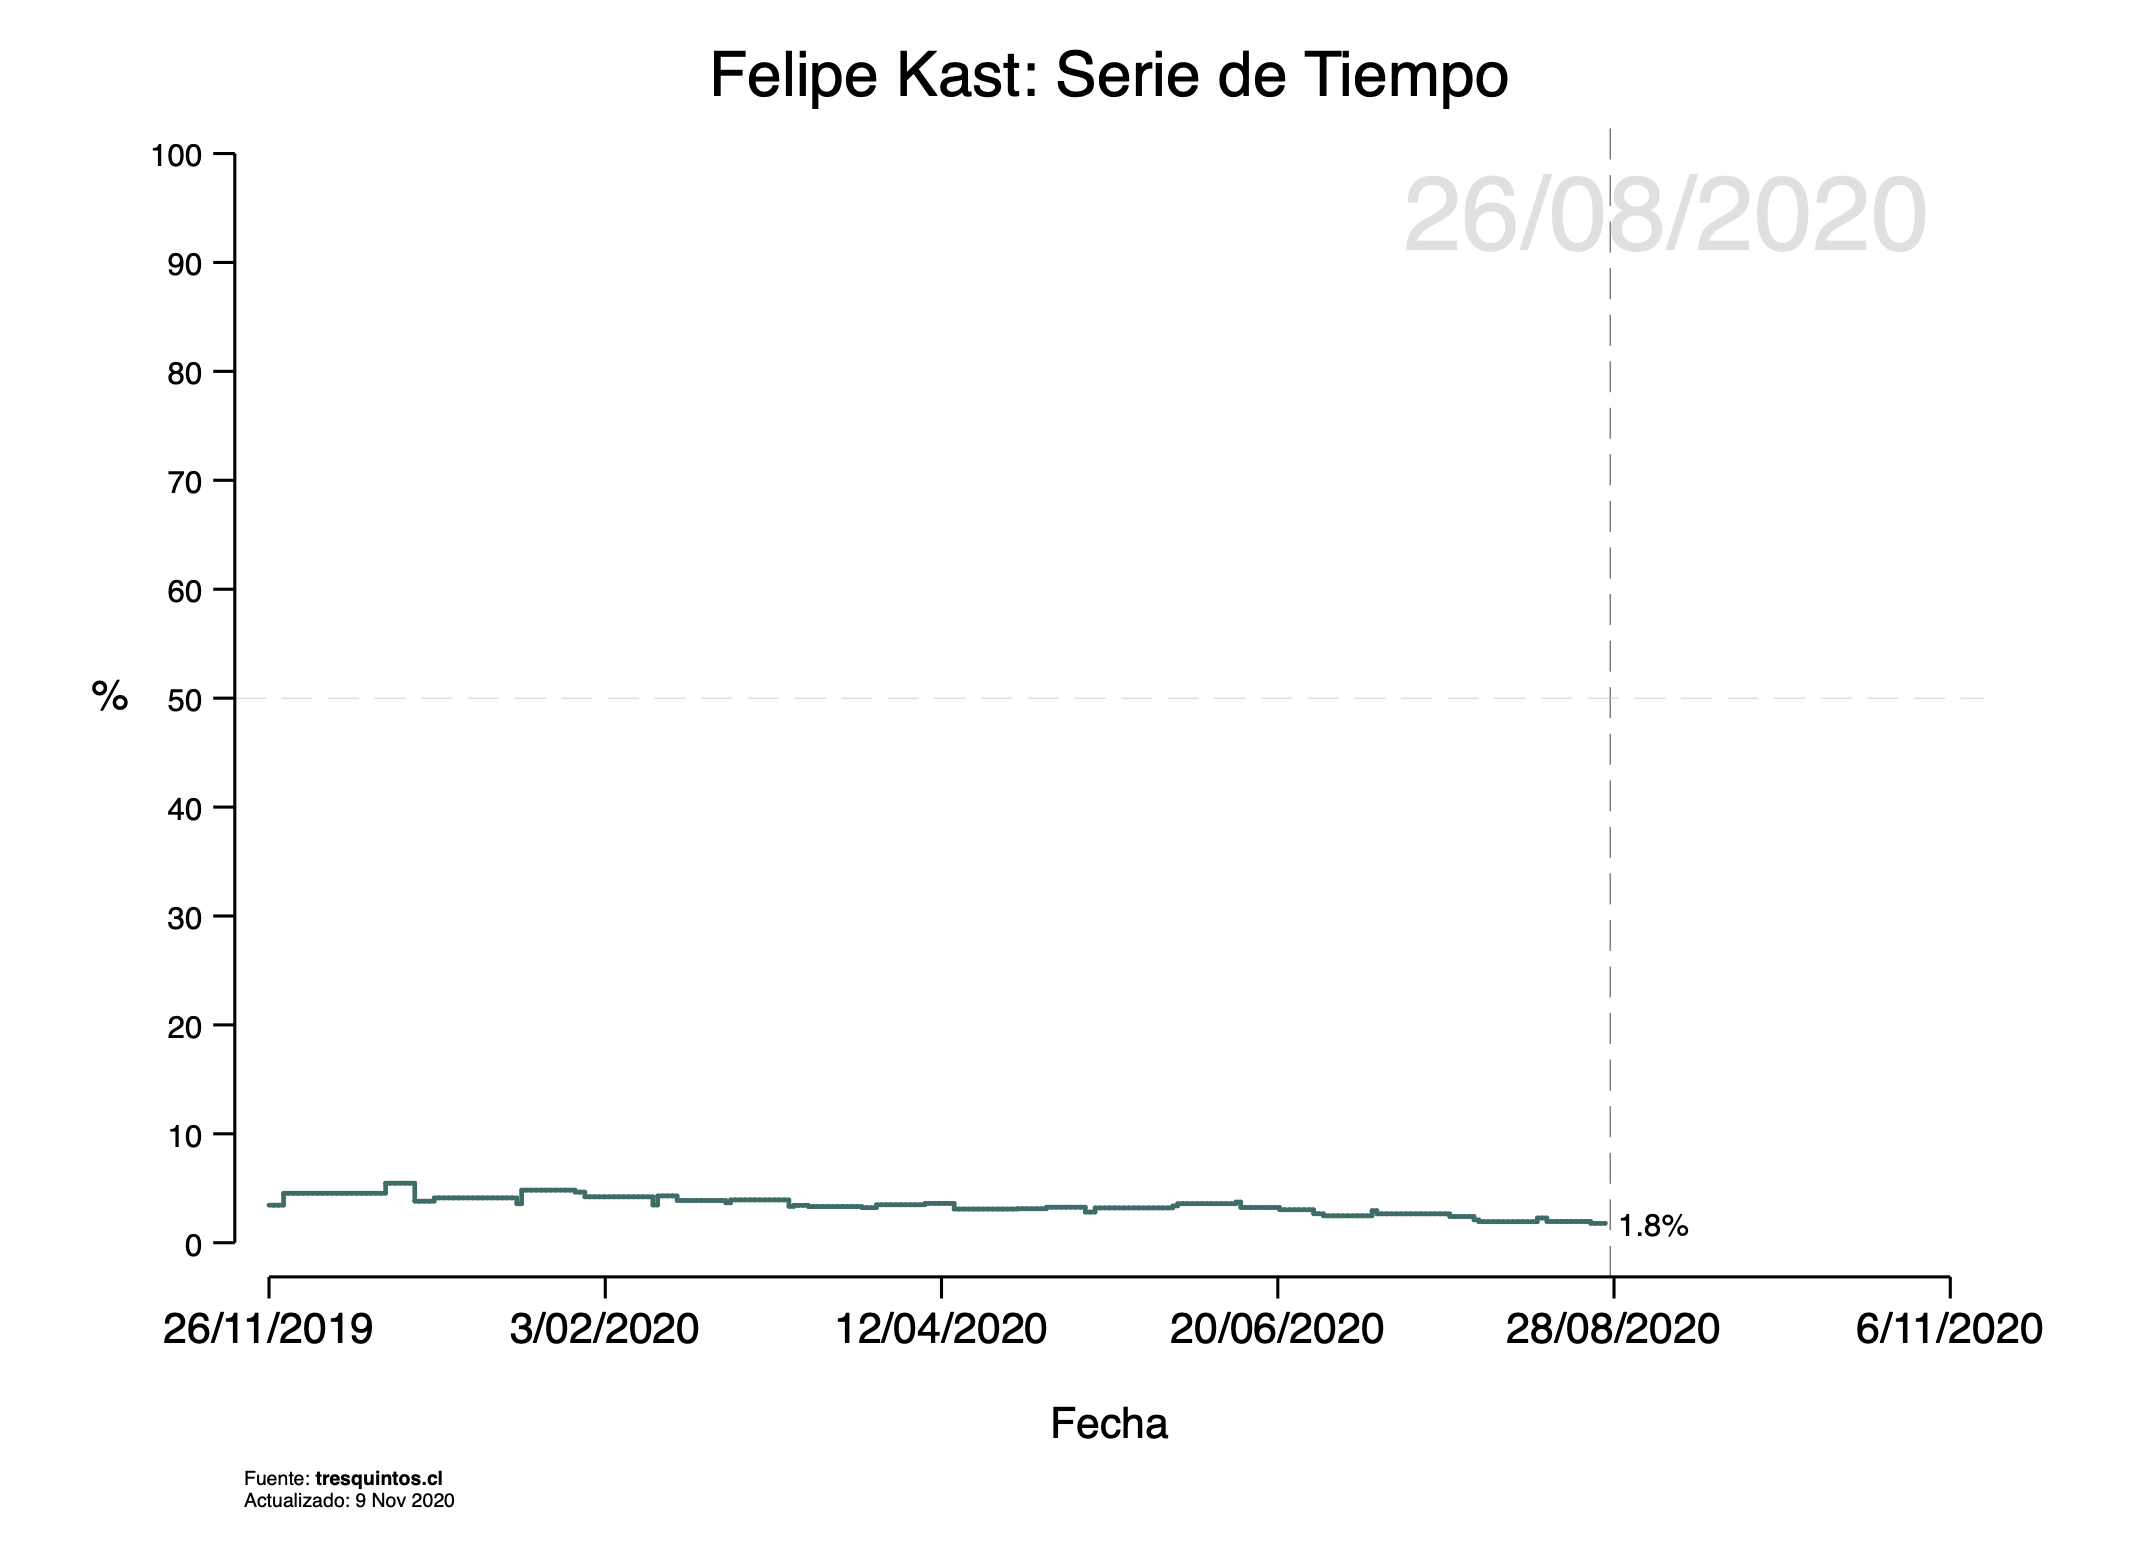 Felipe Kast: Serie de Tiempo
26/08/2020
100
90
80
70
60
50
40
30
20
10
0
%
1.8%
26/11/2019 3/02/2020 12/04/2020 20/06/2020 28/08/2020 6/11/2020
Fecha
Fuente: tresquintos.cl
Actualizado: 9 Nov 2020